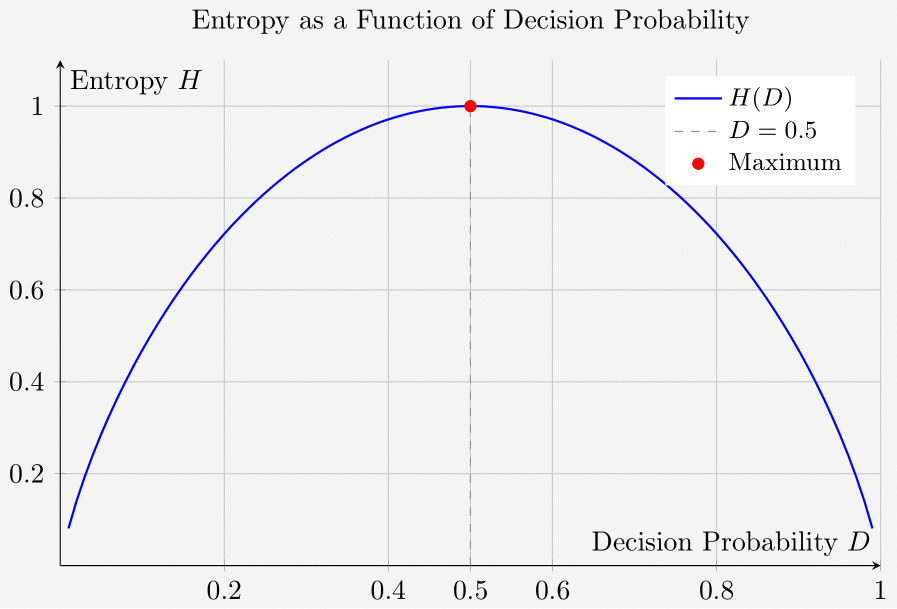 Entropy as a Function of Decision Probability
Entropy H
H(D)
D = 0.5
Maximum
1
0.8
0.6
0.4
0.2
Decision Probability D
0.2 0.4 0.5 0.6 0.8 1